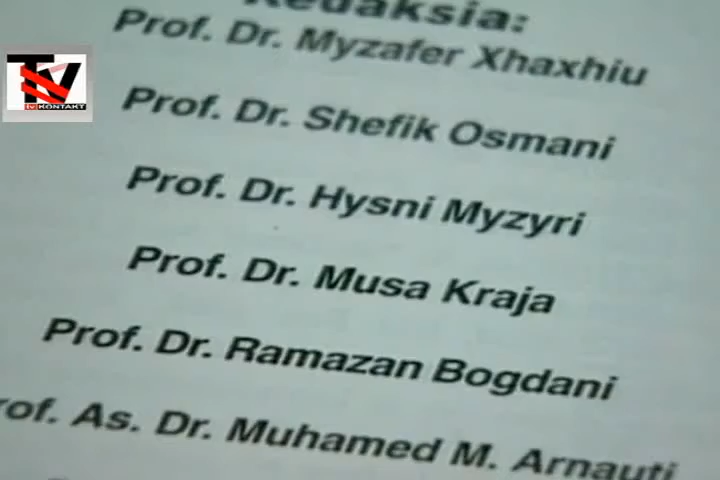 Redaksia:
Prof. Dr. Myzafer Xhaxhiu
Prof. Dr. Shefik Osmani
Prof. Dr. Hysni Myzyri
Prof. Dr. Musa Kraja
Prof. Dr. Ramazan Bogdani
Prof. As. Dr. Muhamed M. Arnauti
TV
tv KONTAKT